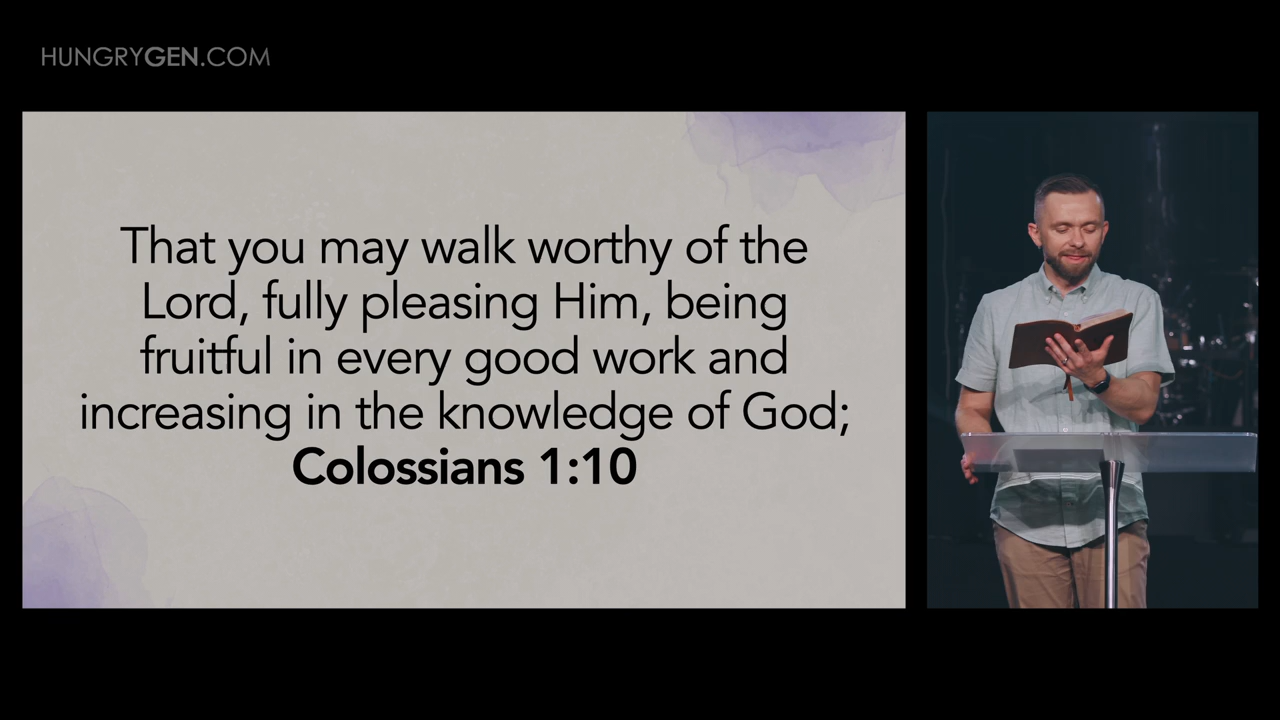 HUNGRYGEN.COM
That you may walk worthy of the
Lord, fully pleasing Him, being
fruitful in every good work and
increasing in the knowledge of God;
Colossians 1:10